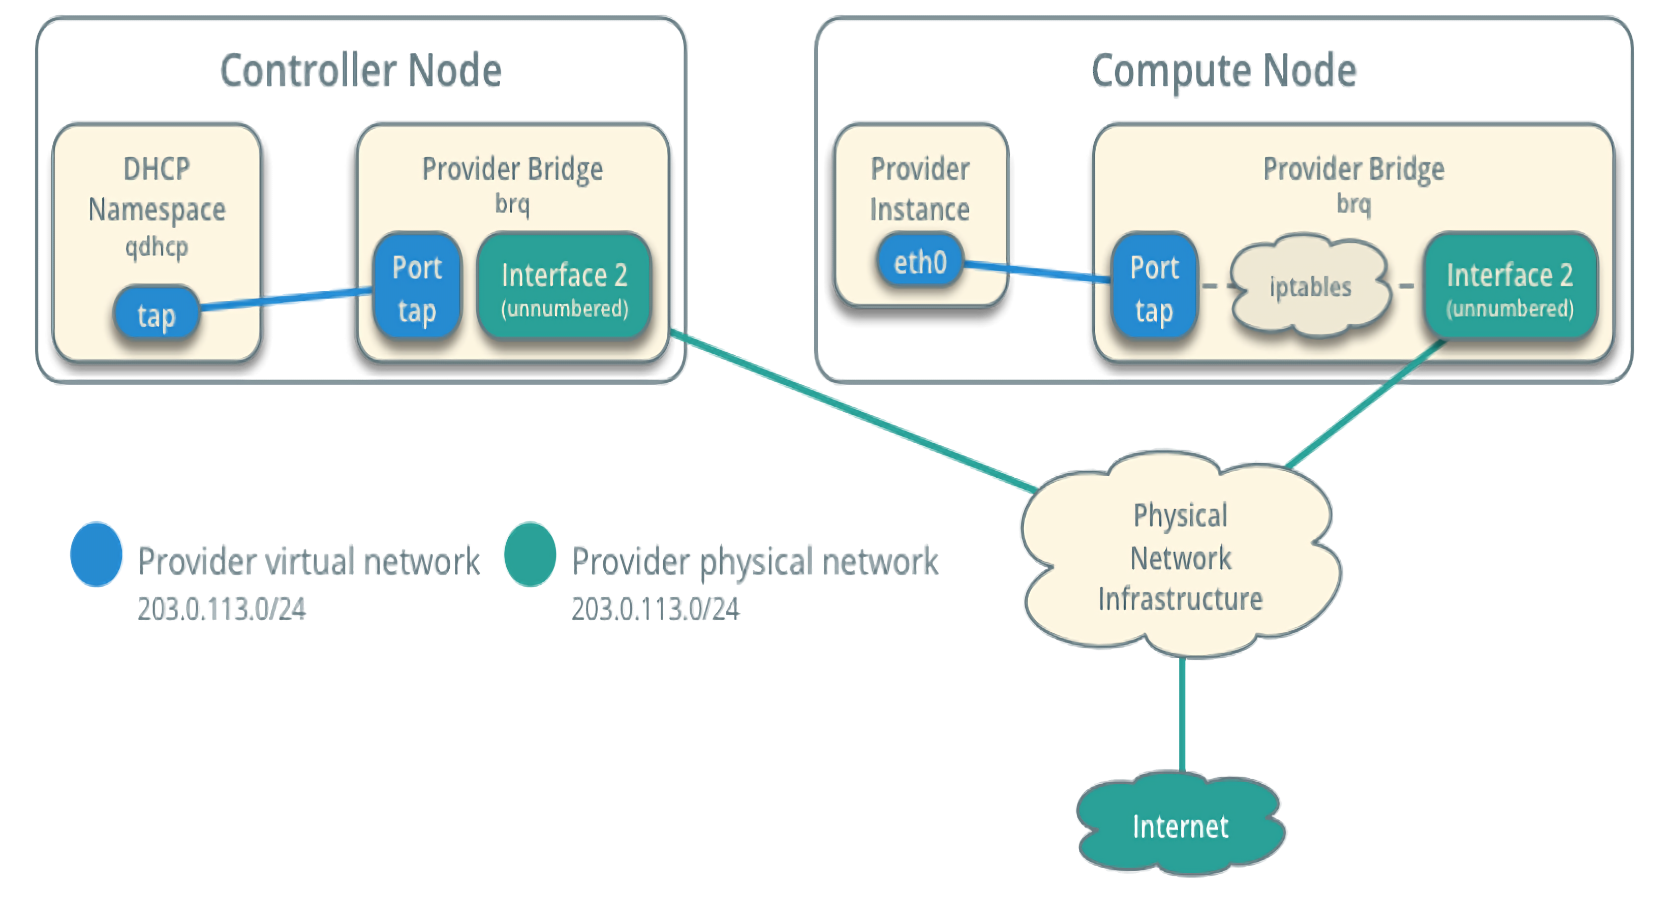 Controller Node
DHCP
Namespace
qdhcp
tap
Provider Bridge
brq
Port
tap
Interface 2
(unnumbered)
Compute Node
Provider
Instance
eth0
Provider Bridge
brq
Port
tap
iptables
Interface 2
(unnumbered)
Physical
Network
Infrastructure
Provider virtual network
203.0.113.0/24
Provider physical network
203.0.113.0/24
Internet